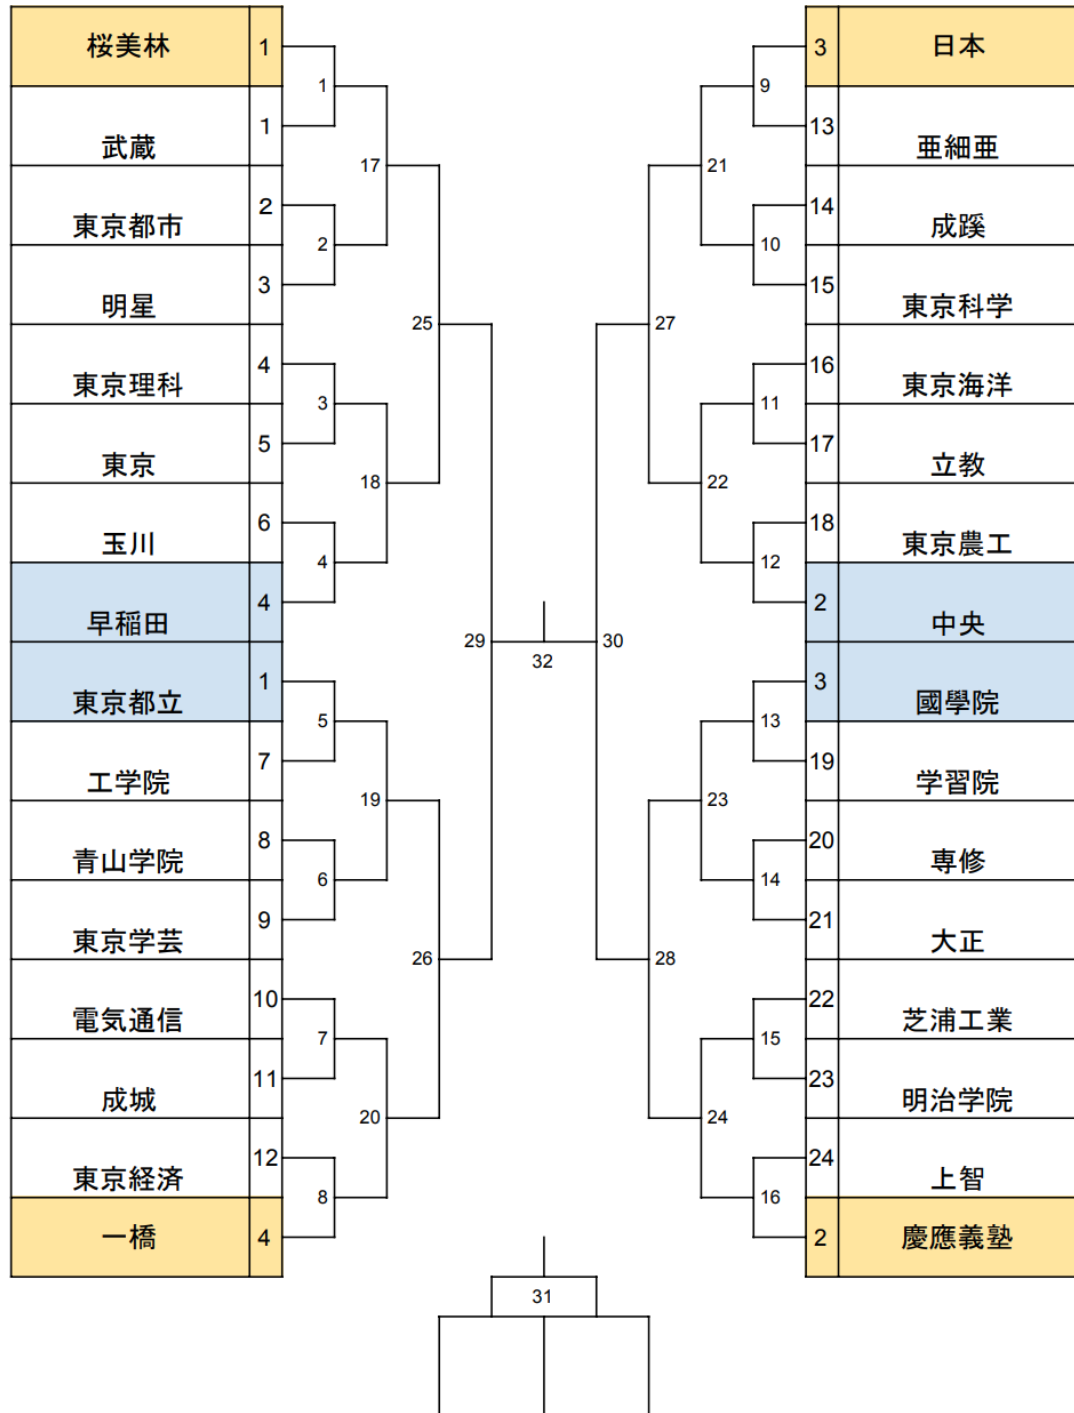 桜美林 1
武蔵 1
東京都市 2
明星 3
東京理科 4
東京 5
玉川 6
早稲田 4
東京都立 1
工学院 7
青山学院 8
東京学芸 9
電気通信 10
成城 11
東京経済 12
一橋 4
1
2
3
4
5
6
7
8
17
18
19
20
25
26
29
32
30
27
28
21
22
23
24
9
10
11
12
13
14
15
16
3 日本
13 亜細亜
14 成蹊
15 東京科学
16 東京海洋
17 立教
18 東京農工
2 中央
3 國學院
19 学習院
20 専修
21 大正
22 芝浦工業
23 明治学院
24 上智
2 慶應義塾
31